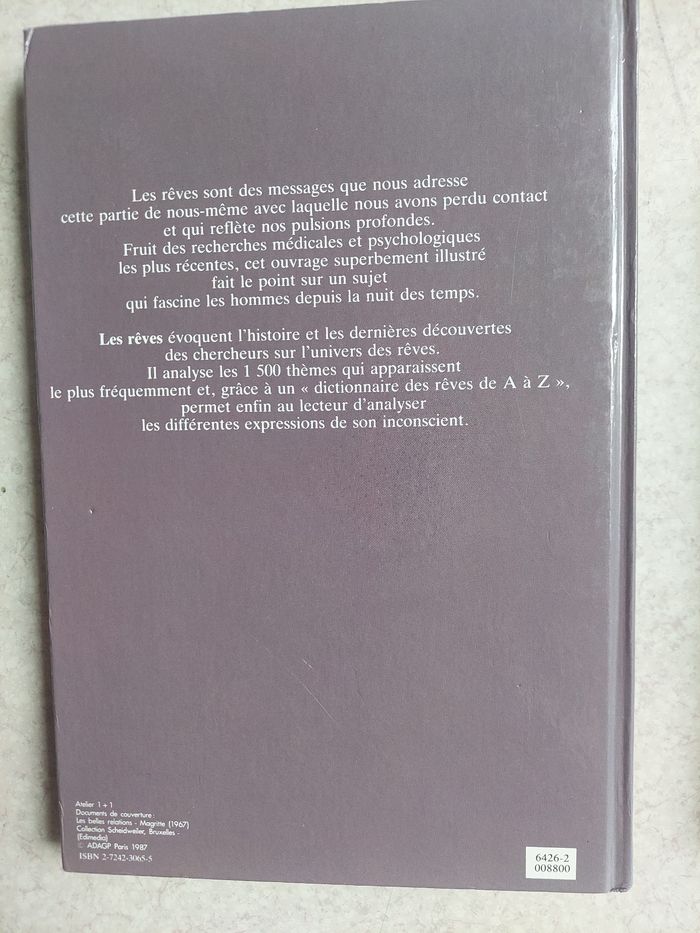 Les rêves sont des messages que nous adresse
cette partie de nous-même avec laquelle nous avons perdu contact
et qui reflète nos pulsions profondes.
Fruit des recherches médicales et psychologiques
les plus récentes, cet ouvrage superbement illustré
fait le point sur un sujet
qui fascine les hommes depuis la nuit des temps.
Les rêves évoquent l'histoire et les dernières découvertes
des chercheurs sur l'univers des rêves.
Il analyse les 1 500 thèmes qui apparaissent
le plus fréquemment et, grâce à un « dictionnaire des rêves de A à Z »,
permet enfin au lecteur d'analyser
les différentes expressions de son inconscient.
Atelier 1 + 1
Documents de couverture :
Les belles relations - Magritte (1967)
Collection Scheidweiler, Bruxelles -
(Edimedia)
© ADAGP Paris 1987
ISBN 2-7242-3065-5
6426-2
008800